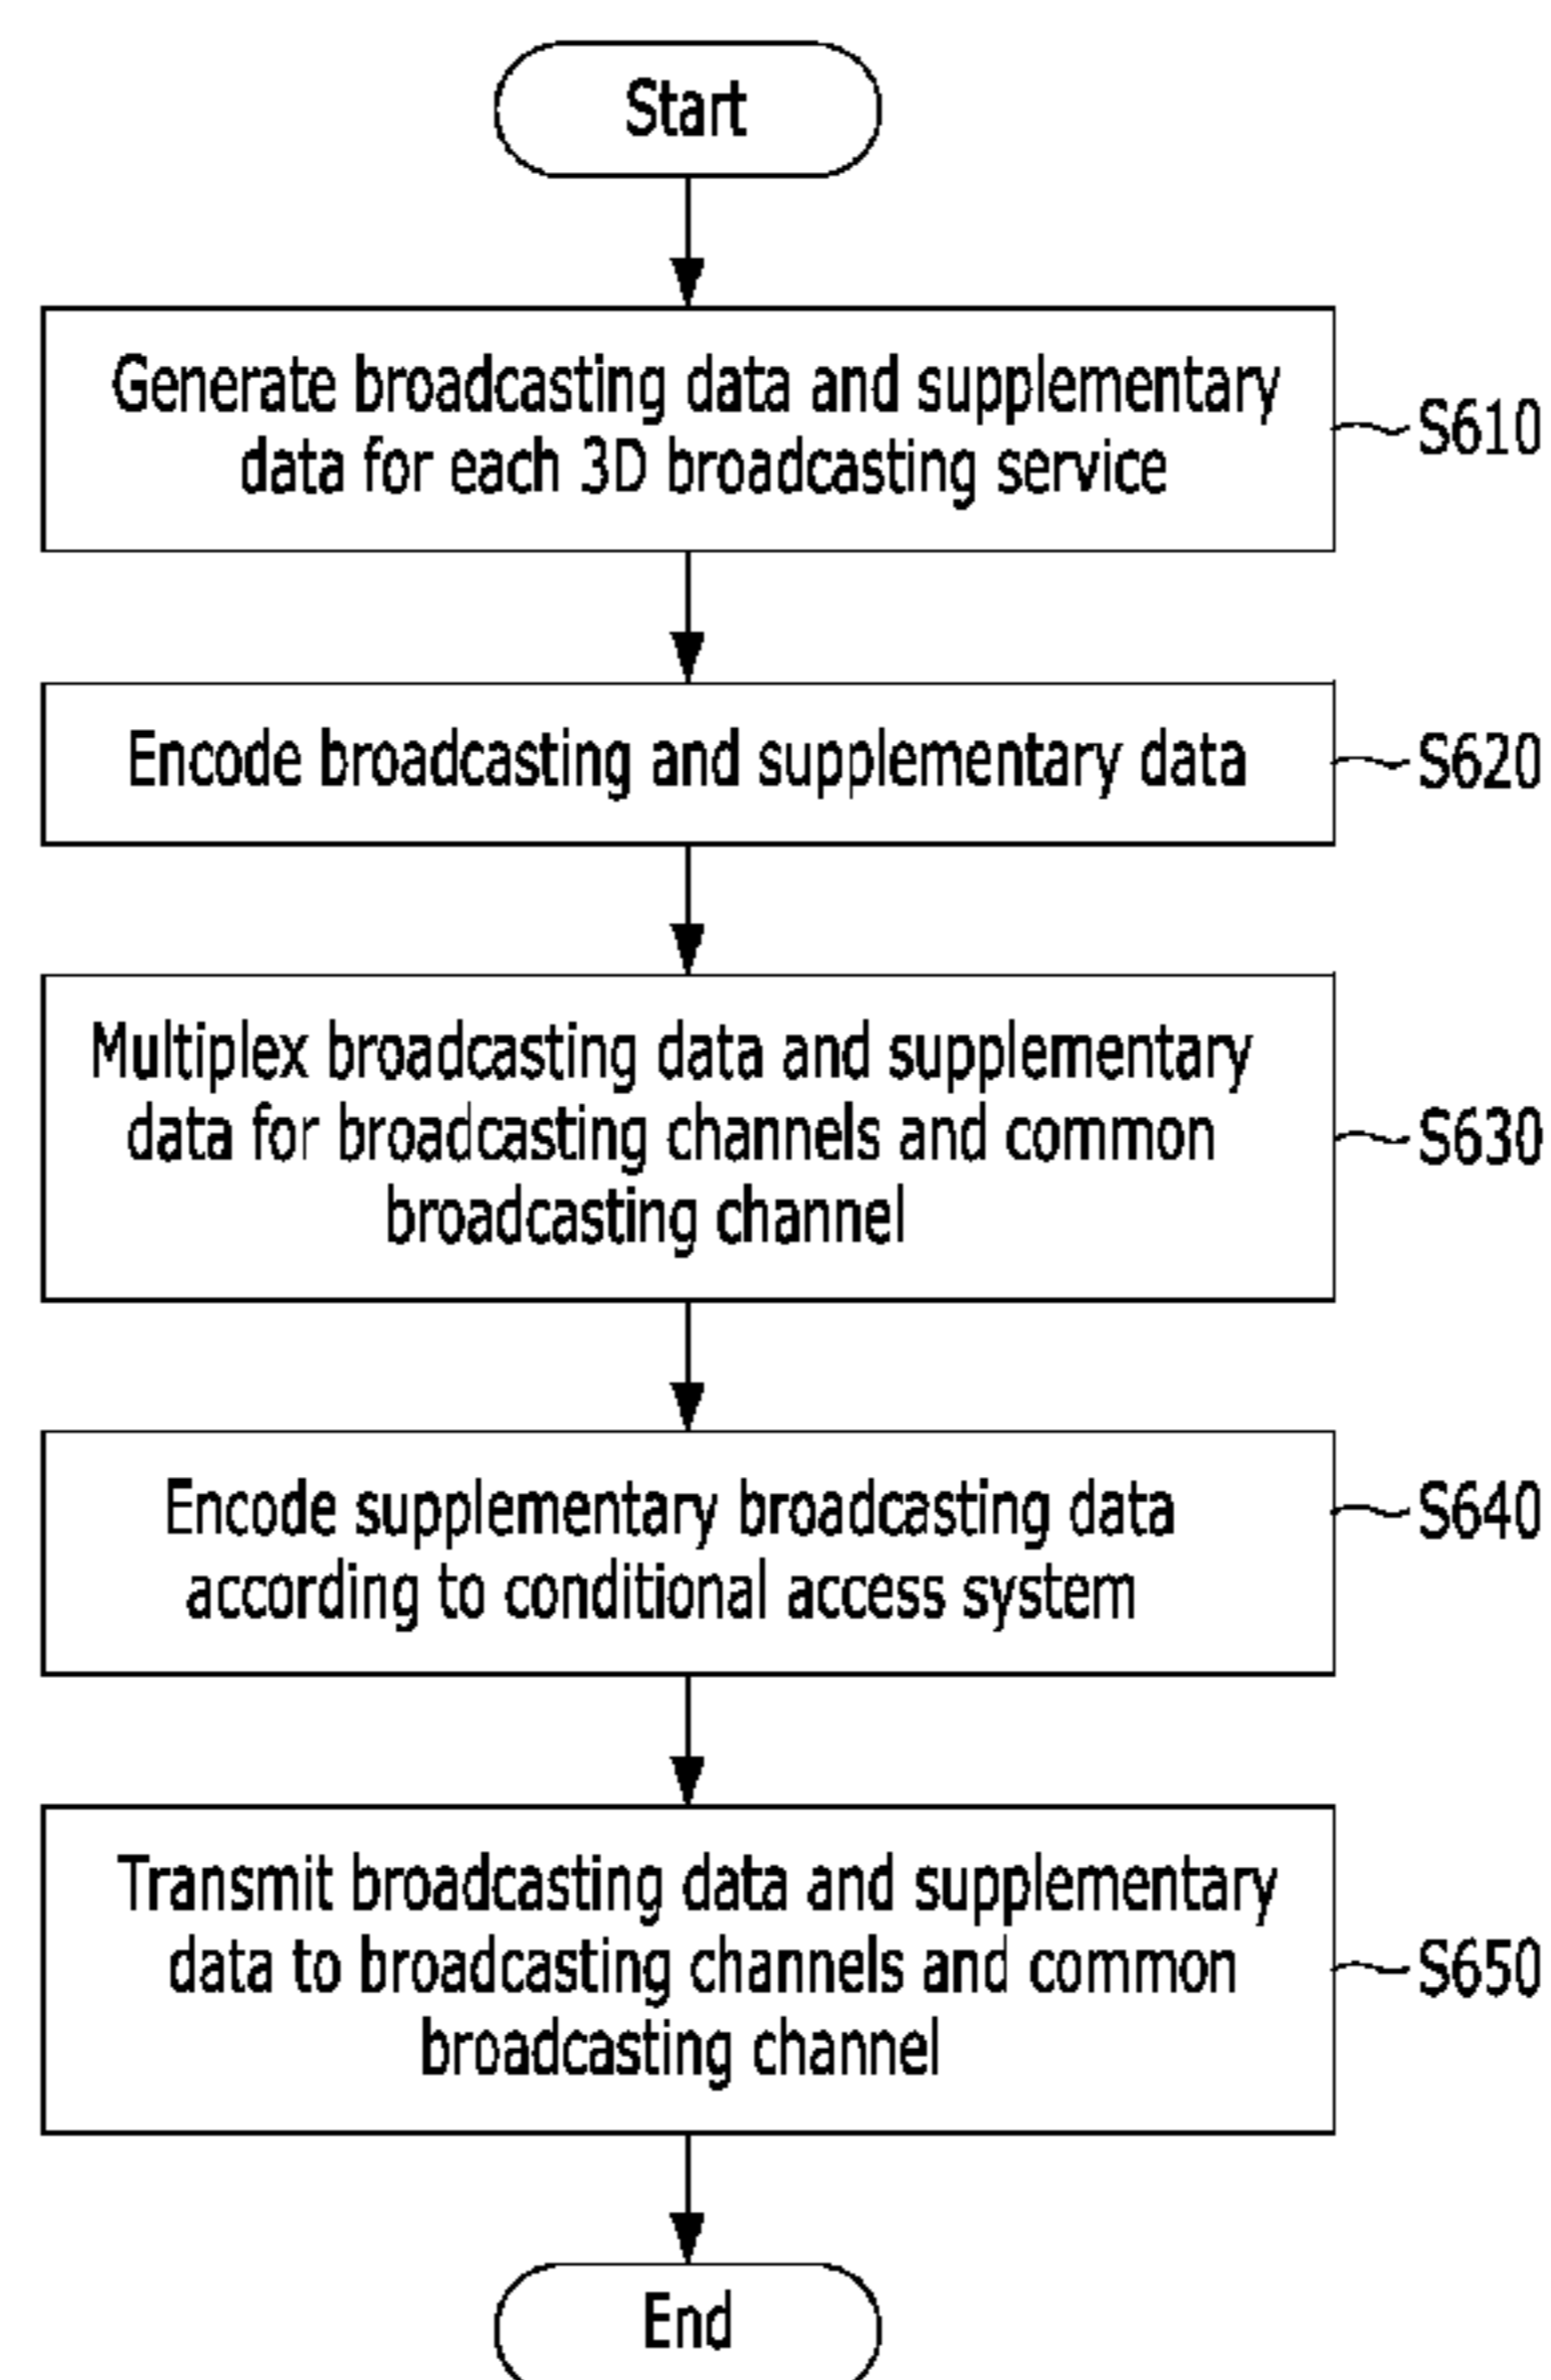 Start
Generate broadcasting data and supplementary
data for each 3D broadcasting service
S610
Encode broadcasting and supplementary data
S620
Multiplex broadcasting data and supplementary
data for broadcasting channels and common
broadcasting channel
S630
Encode supplementary broadcasting data
according to conditional access system
S640
Transmit broadcasting data and supplementary
data to broadcasting channels and common
broadcasting channel
S650
End